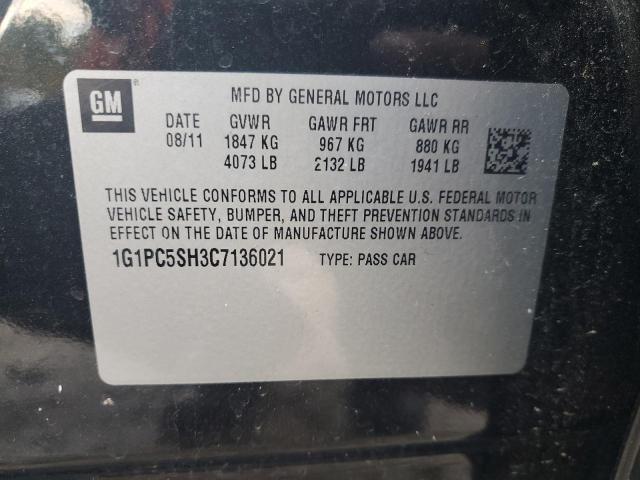 GM ®
MFD BY GENERAL MOTORS LLC
DATE GVWR GAWR FRT GAWR RR
08/11 1847 KG 967 KG 880 KG
4073 LB 2132 LB 1941 LB
THIS VEHICLE CONFORMS TO ALL APPLICABLE U.S. FEDERAL MOTOR
VEHICLE SAFETY, BUMPER, AND THEFT PREVENTION STANDARDS IN
EFFECT ON THE DATE OF MANUFACTURE SHOWN ABOVE.
1G1PC5SH3C7136021 TYPE: PASS CAR